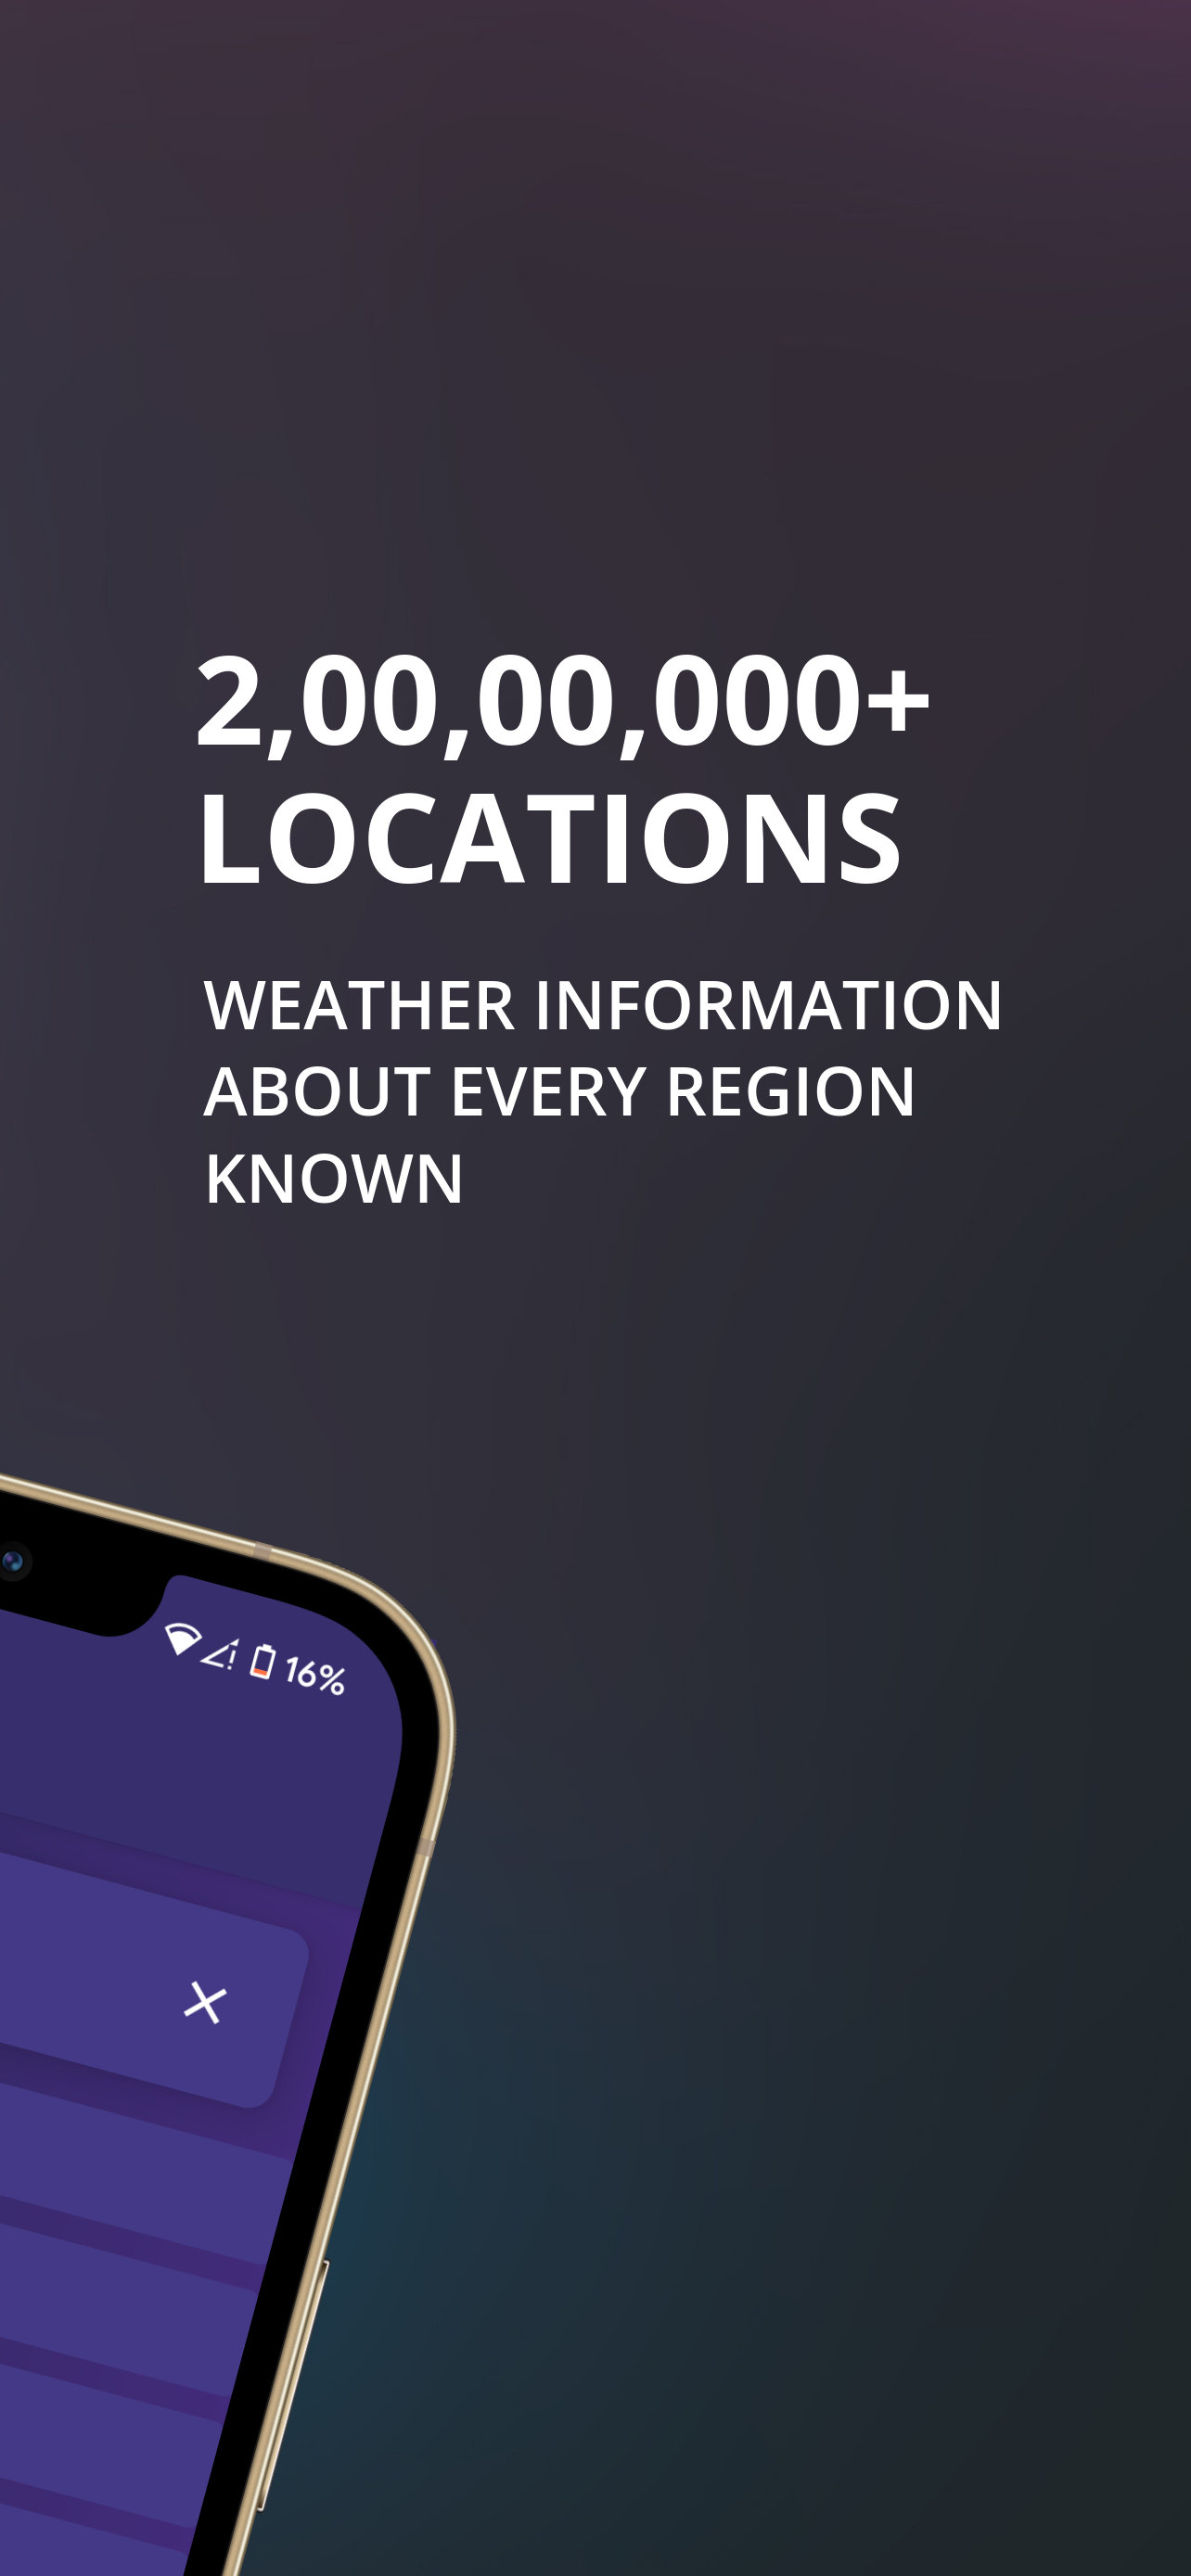 2,00,00,000+
LOCATIONS
WEATHER INFORMATION
ABOUT EVERY REGION
KNOWN
16%